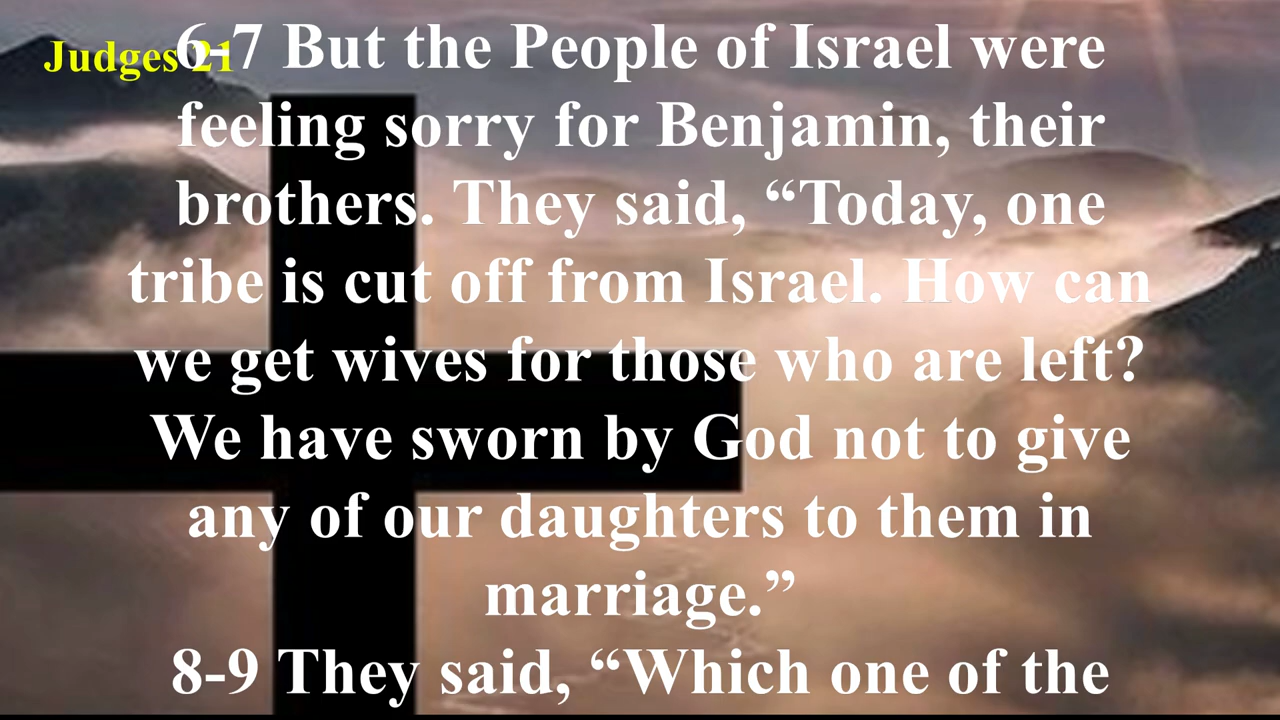 Judges 21
6-7 But the People of Israel were
feeling sorry for Benjamin, their
brothers. They said, “Today, one
tribe is cut off from Israel. How can
we get wives for those who are left?
We have sworn by God not to give
any of our daughters to them in
marriage.”
8-9 They said, “Which one of the